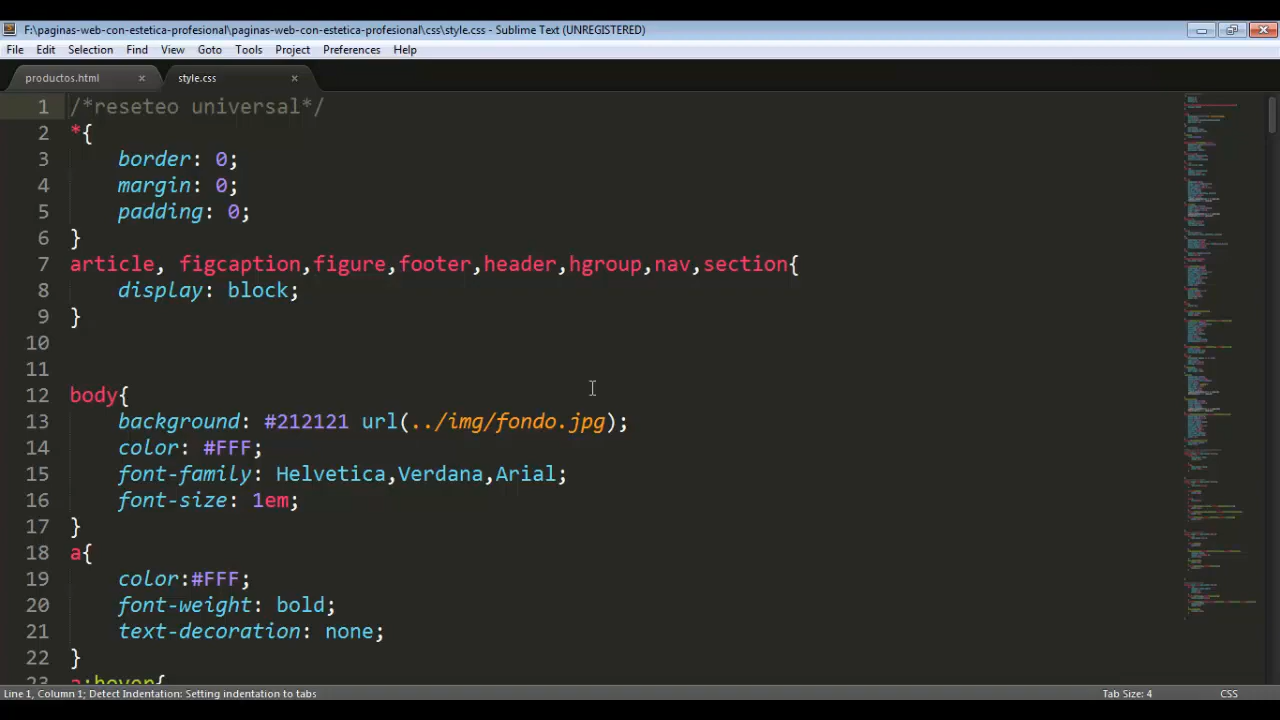 F:\paginas-web-con-estetica-profesional\paginas-web-con-estetica-profesional\css\style.css - Sublime Text (UNREGISTERED)
File Edit Selection Find View Goto Tools Project Preferences Help
productos.html × style.css ×
1 /*reseteo universal*/
2 *{
3 border: 0;
4 margin: 0;
5 padding: 0;
6 }
7 article, figcaption,figure,footer,header,hgroup,nav,section{
8 display: block;
9 }
10
11
12 body{
13 background: #212121 url(../img/fondo.jpg);
14 color: #FFF;
15 font-family: Helvetica,Verdana,Arial;
16 font-size: 1em;
17 }
18 a{
19 color:#FFF;
20 font-weight: bold;
21 text-decoration: none;
22 }
23 a:hover{
Line 1, Column 1; Detect Indentation: Setting indentation to tabs Tab Size: 4 CSS